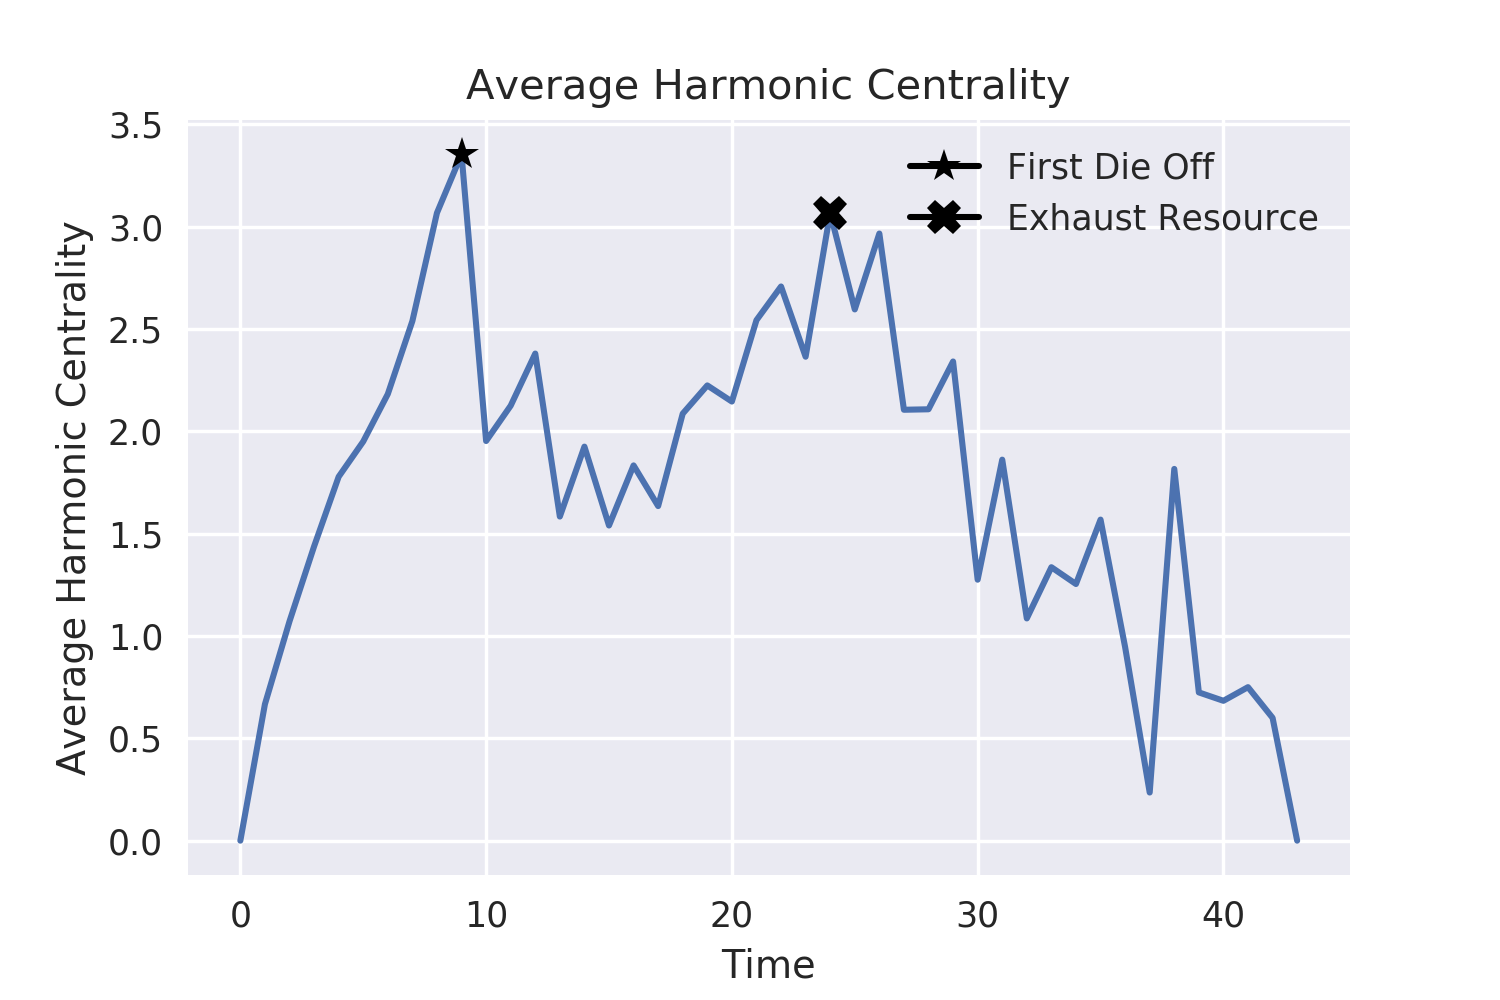 Average Harmonic Centrality
First Die Off
Exhaust Resource
Average Harmonic Centrality
3.5
3.0
2.5
2.0
1.5
1.0
0.5
0.0
0 10 20 30 40
Time